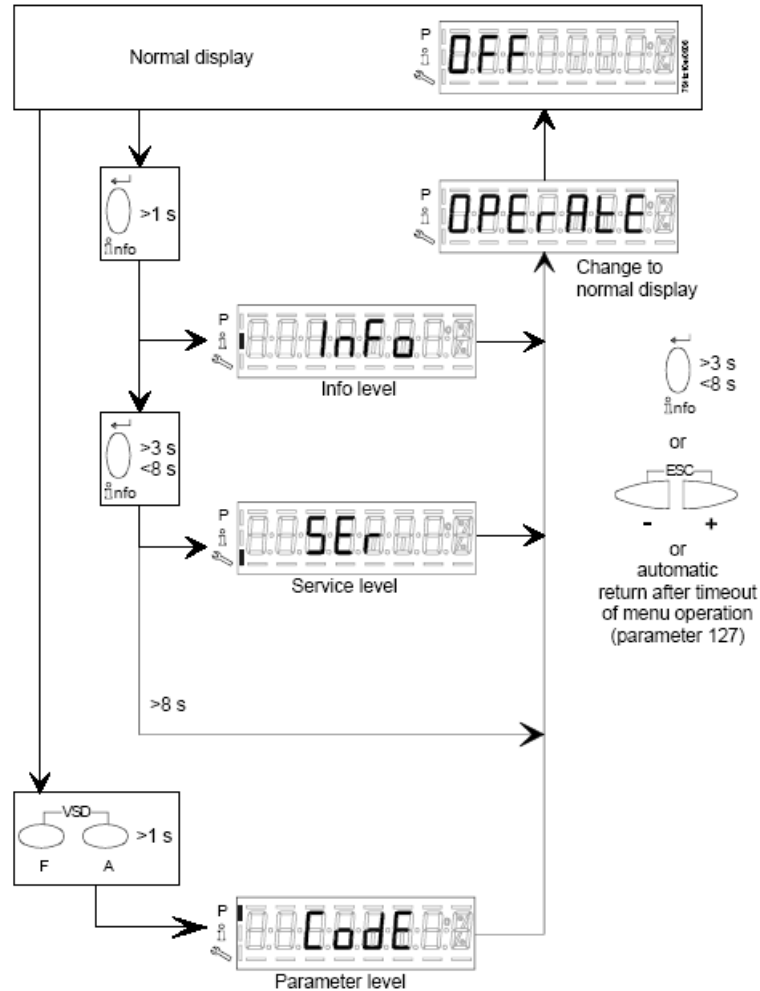 Normal display
P
OFF
i
>1 s
info
P
OPErAtE
i
Change to
normal display
P
InFo
i
Info level
>3 s
<8 s
info
or
ESC
- +
or
automatic
return after timeout
of menu operation
(parameter 127)
>3 s
<8 s
info
P
SEr
i
Service level
>8 s
VSD
>1 s
F A
P
CodE
i
Parameter level